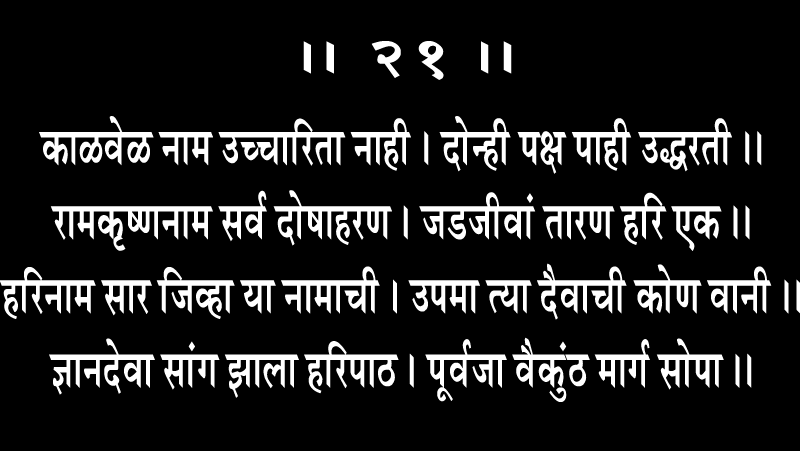 ।। २१ ।।
काळवेळ नाम उच्चारिता नाही । दोन्ही पक्ष पाही उद्धरती ।।
रामकृष्णनाम सर्व दोषाहरण । जडजीवां तारण हरि एक ।।
हरिनाम सार जिव्हा या नामाची । उपमा त्या दैवाची कोण वानी ।।
ज्ञानदेवा सांग झाला हरिपाठ । पूर्वजा वैकुंठ मार्ग सोपा ।।